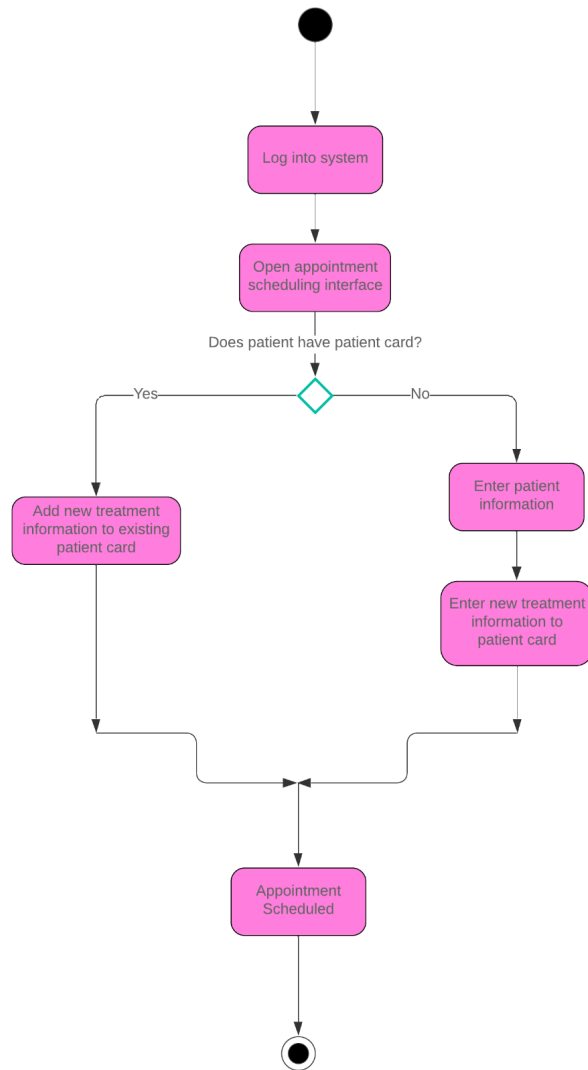 Log into system
Open appointment
scheduling interface
Does patient have patient card?
Yes
No
Add new treatment
information to existing
patient card
Enter patient
information
Enter new treatment
information to
patient card
Appointment
Scheduled